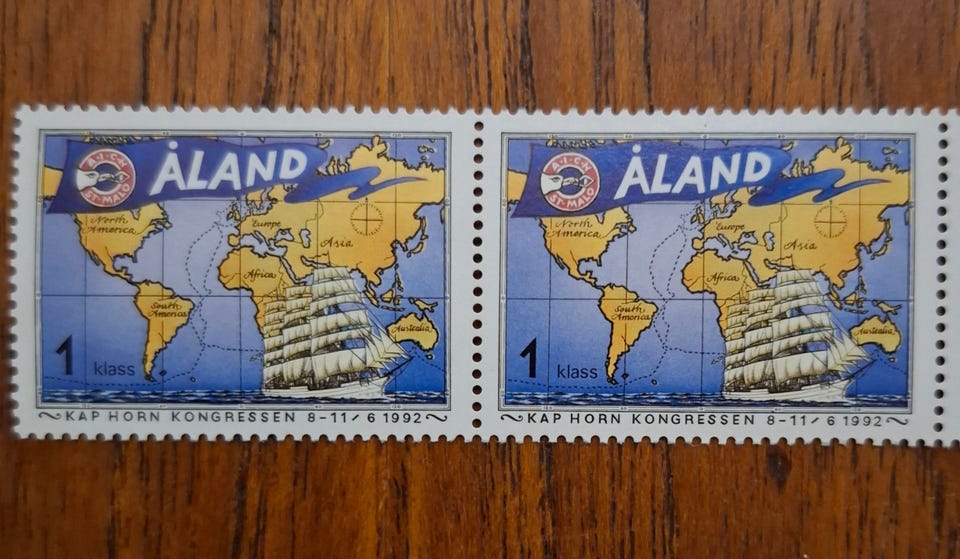 A·I·C·H
ST·MALO
ÅLAND
North America
Europe
Asia
Africa
South America
Australia
1 klass
KAP HORN KONGRESSEN 8–11/6 1992
A·I·C·H
ST·MALO
ÅLAND
North America
Europe
Asia
Africa
South America
Australia
1 klass
KAP HORN KONGRESSEN 8–11/6 1992